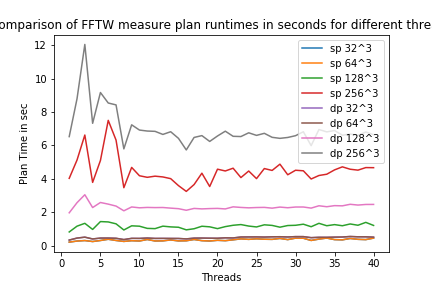 omparison of FFTW measure plan runtimes in seconds for different thre
12
10
8
6
4
2
0
Plan Time in sec
sp 32^3
sp 64^3
sp 128^3
sp 256^3
dp 32^3
dp 64^3
dp 128^3
dp 256^3
0 5 10 15 20 25 30 35 40
Threads